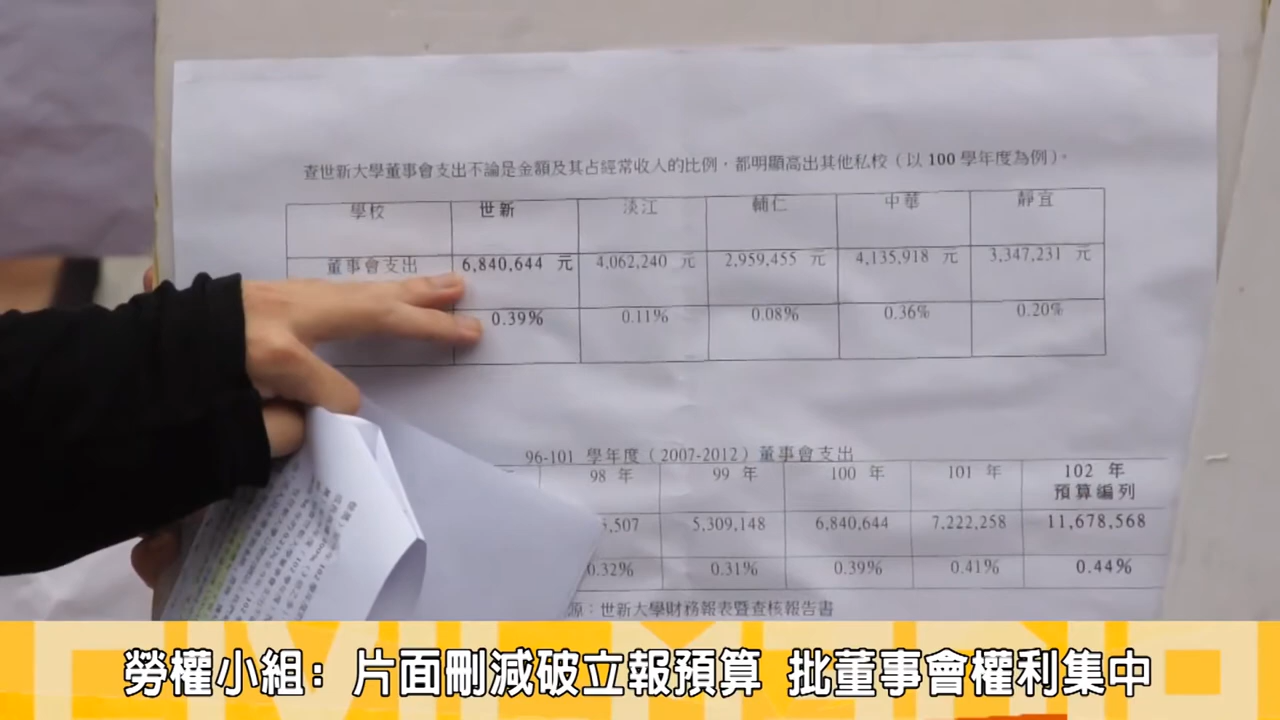 查世新大學董事會支出不論是金額及其占經常收入的比例，都明顯高出其他私校（以 100 學年度為例）。
學校 世新 淡江 輔仁 中華 靜宜
董事會支出 6,840,644 元 4,062,240 元 2,959,455 元 4,135,918 元 3,347,231 元
0.39% 0.11% 0.08% 0.36% 0.20%
96-101 學年度（2007-2012）董事會支出
98 年 99 年 100 年 101 年 102 年
預算編列
5,507 5,309,148 6,840,644 7,222,258 11,678,568
0.32% 0.31% 0.39% 0.41% 0.44%
源：世新大學財務報表暨查核報告書
勞權小組：片面刪減破立報預算 批董事會權利集中